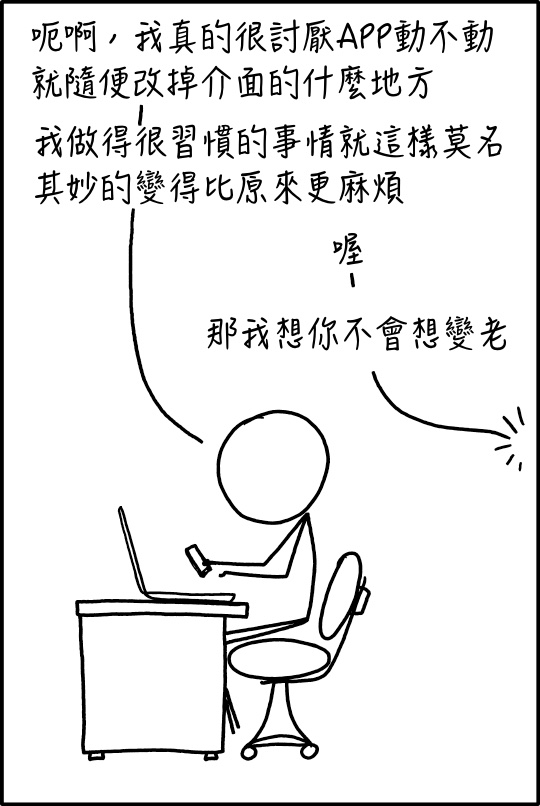 呃啊，我真的很討厭APP動不動
就隨便改掉介面的什麼地方
我做得很習慣的事情就這樣莫名
其妙的變得比原來更麻煩
喔
那我想你不會想變老